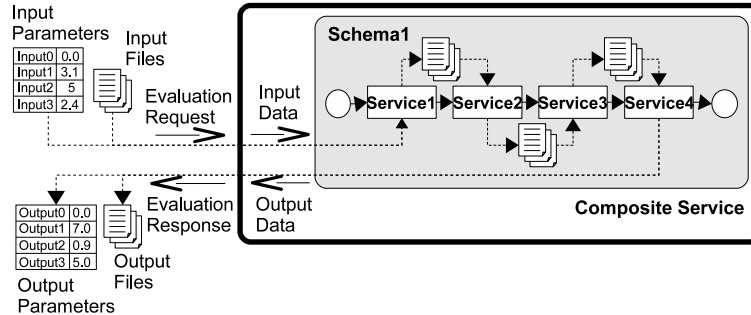 Input
Parameters
Input0 0.0
Input1 3.1
Input2 5
Input3 2.4
Input
Files
Evaluation
Request
Input
Data
Schema1
Service1
Service2
Service3
Service4
Composite Service
Evaluation
Response
Output
Data
Output0 0.0
Output1 7.0
Output2 0.9
Output3 5.0
Output
Parameters
Output
Files